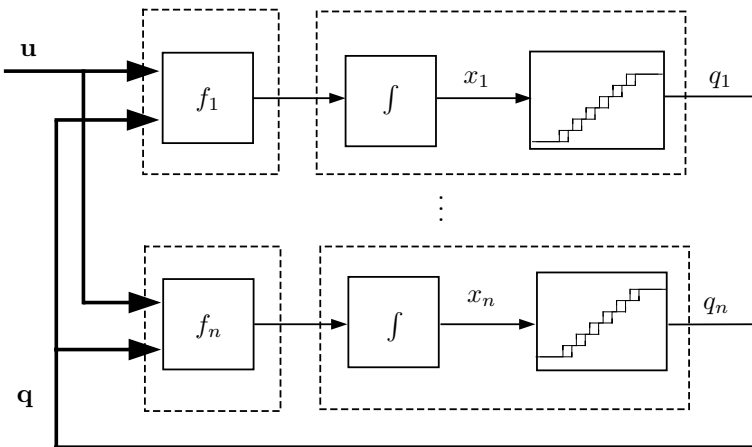 u
f₁
∫
x₁
q₁
⋮
fₙ
∫
xₙ
qₙ
q